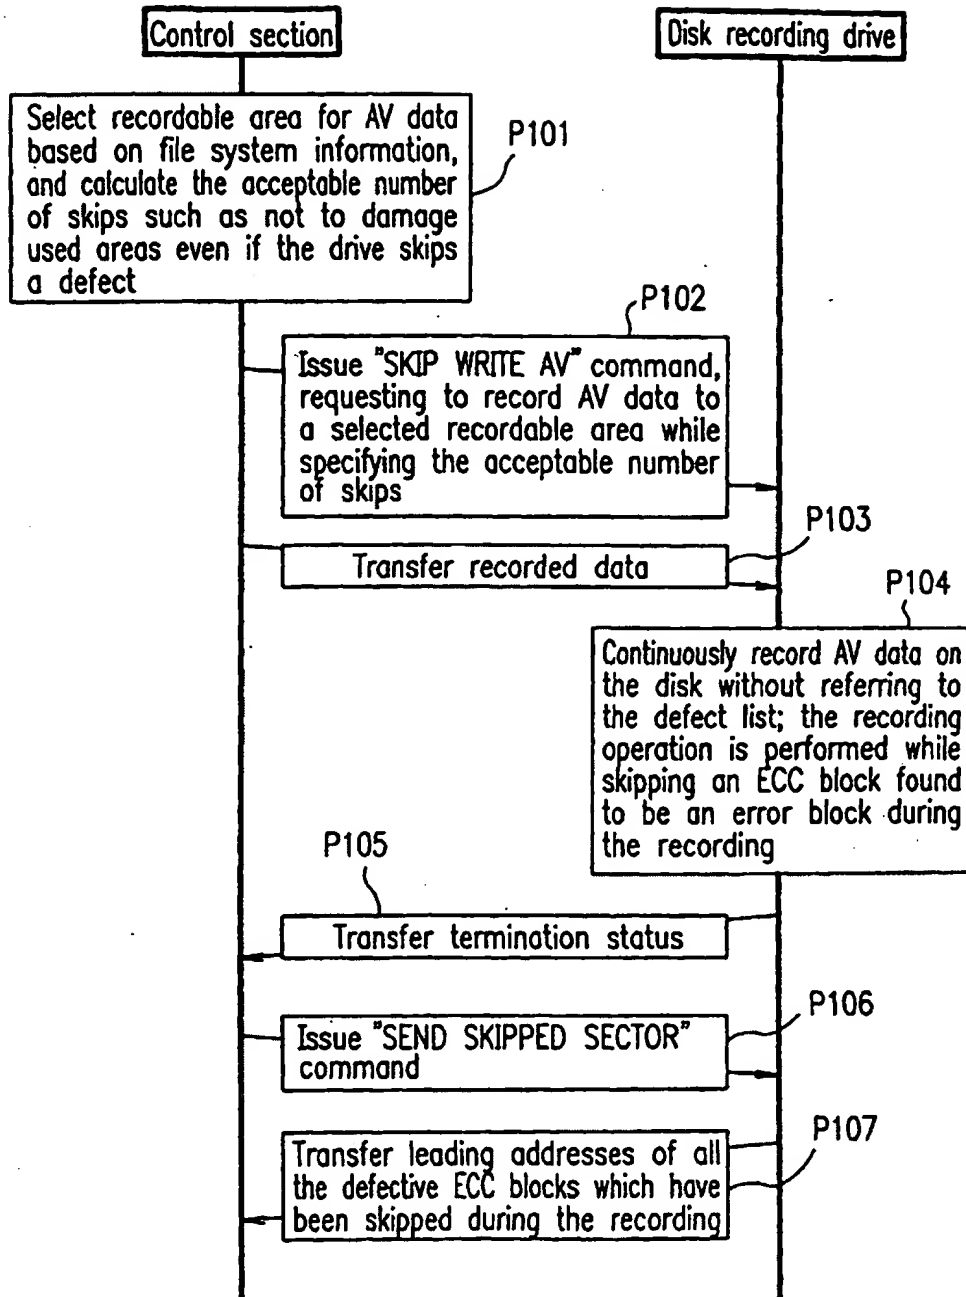 Control section
Disk recording drive
Select recordable area for AV data
based on file system information,
and calculate the acceptable number
of skips such as not to damage
used areas even if the drive skips
a defect
P101
P102
Issue "SKIP WRITE AV" command,
requesting to record AV data to
a selected recordable area while
specifying the acceptable number
of skips
P103
Transfer recorded data
P104
Continuously record AV data on
the disk without referring to
the defect list; the recording
operation is performed while
skipping an ECC block found
to be an error block during
the recording
P105
Transfer termination status
P106
Issue "SEND SKIPPED SECTOR"
command
P107
Transfer leading addresses of all
the defective ECC blocks which have
been skipped during the recording